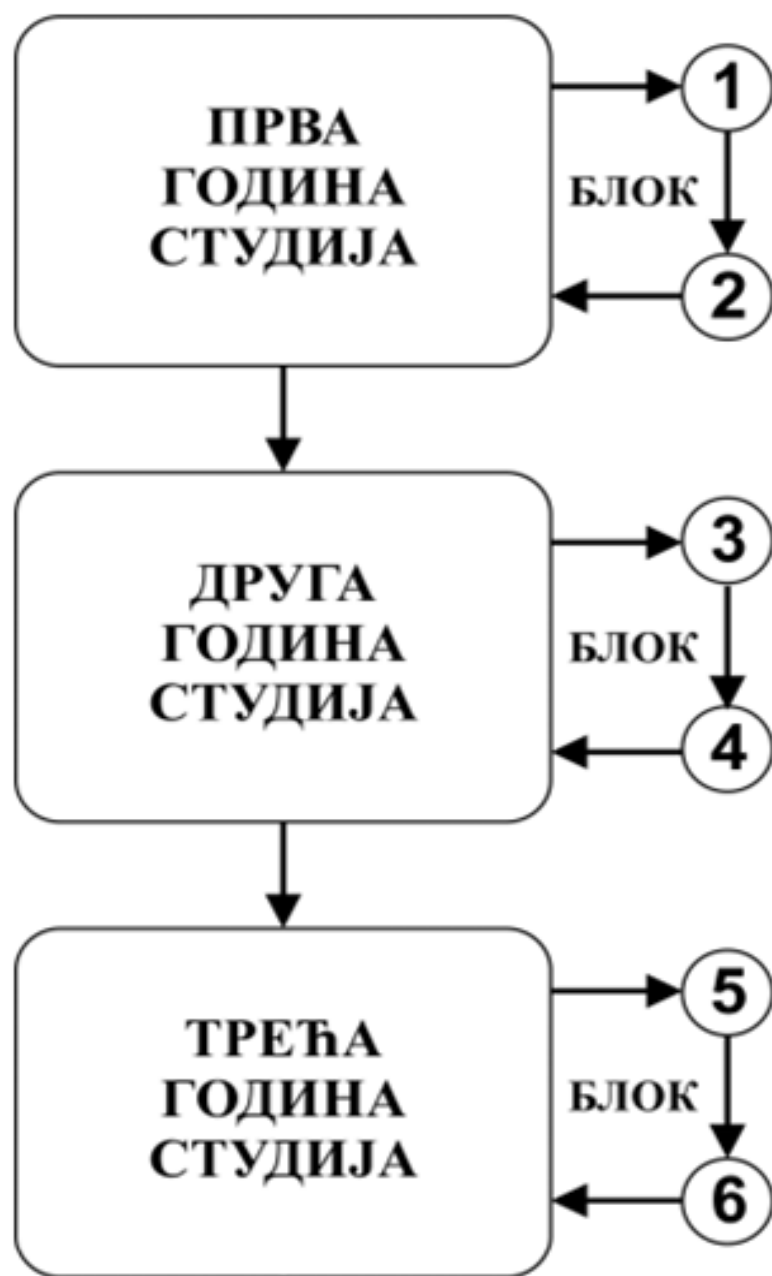 ПРВА
ГОДИНА
СТУДИЈА
1
БЛОК
2
ДРУГА
ГОДИНА
СТУДИЈА
3
БЛОК
4
ТРЕЋА
ГОДИНА
СТУДИЈА
5
БЛОК
6